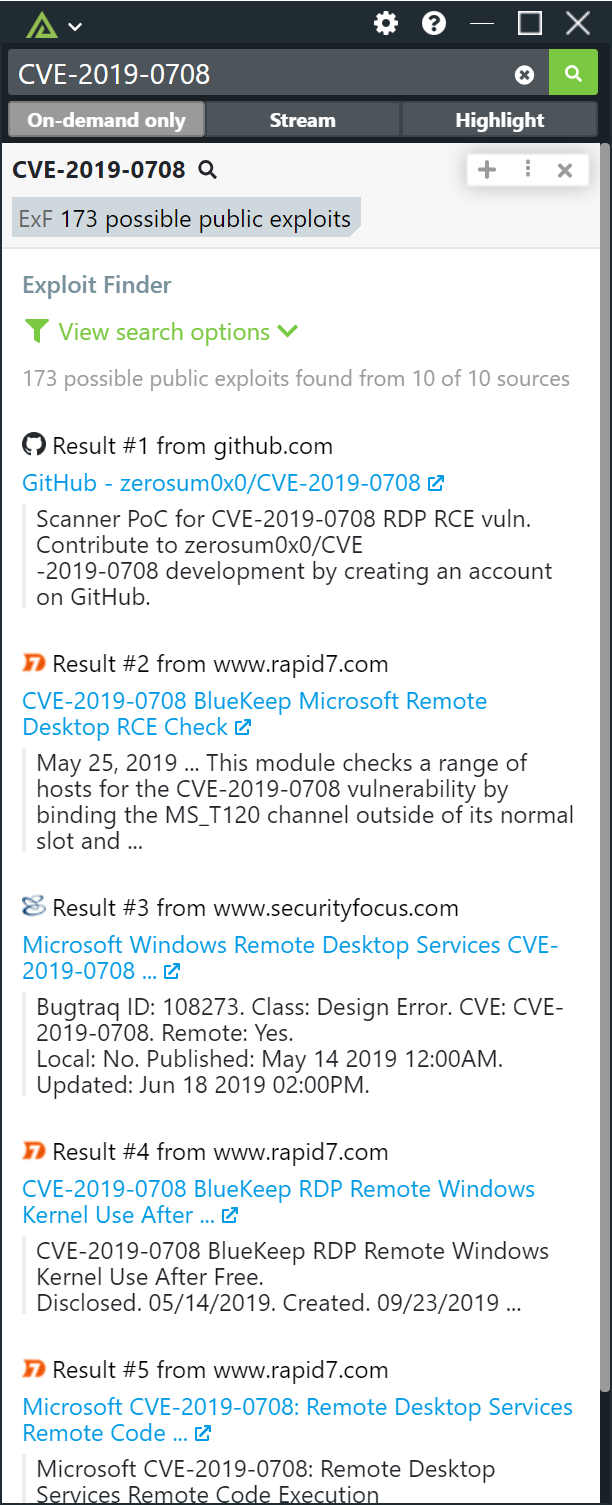 CVE-2019-0708
On-demand only
Stream
Highlight
CVE-2019-0708
ExF 173 possible public exploits
Exploit Finder
View search options
173 possible public exploits found from 10 of 10 sources
Result #1 from github.com
GitHub - zerosum0x0/CVE-2019-0708
Scanner PoC for CVE-2019-0708 RDP RCE vuln.
Contribute to zerosum0x0/CVE
-2019-0708 development by creating an account
on GitHub.
Result #2 from www.rapid7.com
CVE-2019-0708 BlueKeep Microsoft Remote
Desktop RCE Check
May 25, 2019 ... This module checks a range of
hosts for the CVE-2019-0708 vulnerability by
binding the MS_T120 channel outside of its normal
slot and ...
Result #3 from www.securityfocus.com
Microsoft Windows Remote Desktop Services CVE-
2019-0708 ...
Bugtraq ID: 108273. Class: Design Error. CVE: CVE-
2019-0708. Remote: Yes.
Local: No. Published: May 14 2019 12:00AM.
Updated: Jun 18 2019 02:00PM.
Result #4 from www.rapid7.com
CVE-2019-0708 BlueKeep RDP Remote Windows
Kernel Use After ...
CVE-2019-0708 BlueKeep RDP Remote Windows
Kernel Use After Free.
Disclosed. 05/14/2019. Created. 09/23/2019 ...
Result #5 from www.rapid7.com
Microsoft CVE-2019-0708: Remote Desktop Services
Remote Code ...
Microsoft CVE-2019-0708: Remote Desktop
Services Remote Code Execution